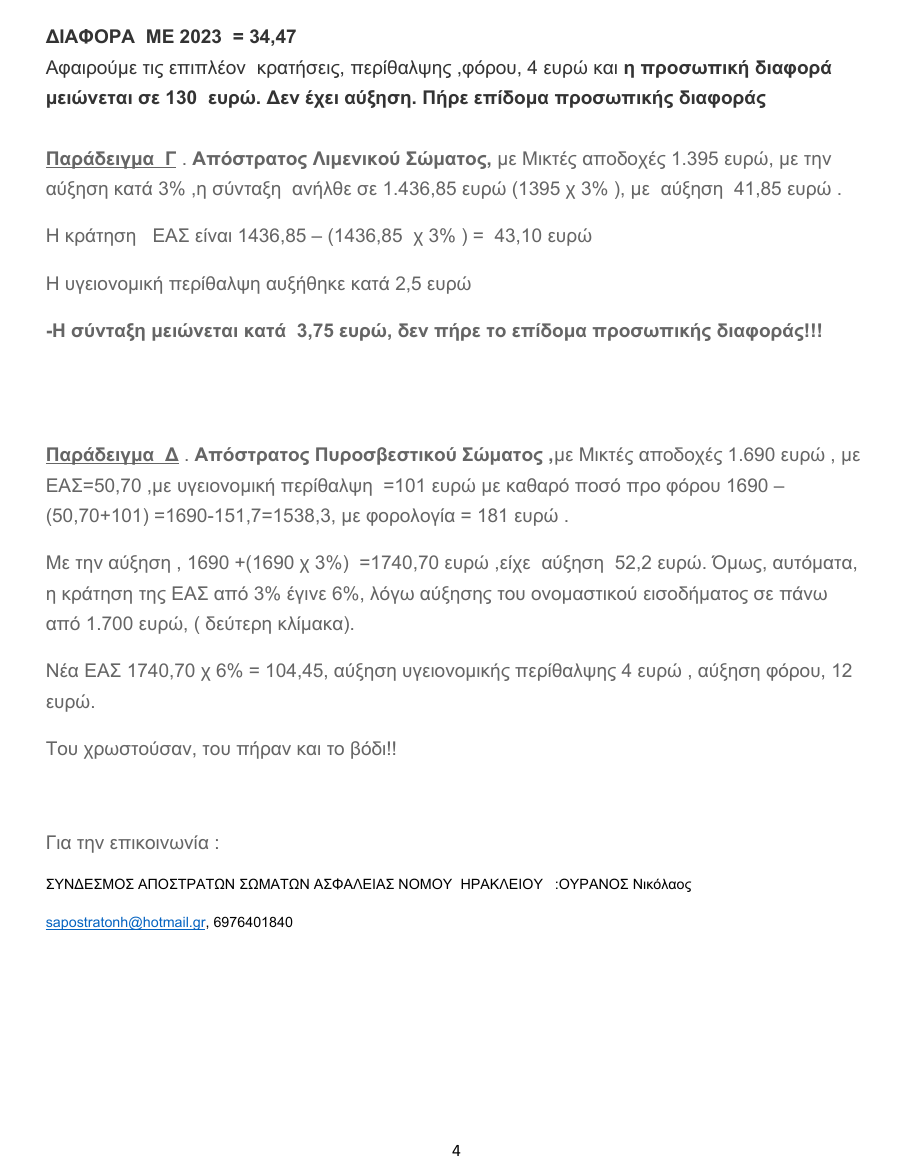 ΔΙΑΦΟΡΑ  ΜΕ 2023  = 34,47
Αφαιρούμε τις επιπλέον  κρατήσεις, περίθαλψης ,φόρου, 4 ευρώ και η προσωπική διαφορά
μειώνεται σε 130  ευρώ. Δεν έχει αύξηση. Πήρε επίδομα προσωπικής διαφοράς
Παράδειγμα  Γ . Απόστρατος Λιμενικού Σώματος, με Μικτές αποδοχές 1.395 ευρώ, με την
αύξηση κατά 3% ,η σύνταξη  ανήλθε σε 1.436,85 ευρώ (1395 χ 3% ), με  αύξηση  41,85 ευρώ .
Η κράτηση   ΕΑΣ είναι 1436,85 – (1436,85  χ 3% ) =  43,10 ευρώ
Η υγειονομική περίθαλψη αυξήθηκε κατά 2,5 ευρώ
-Η σύνταξη μειώνεται κατά  3,75 ευρώ, δεν πήρε το επίδομα προσωπικής διαφοράς!!!
Παράδειγμα  Δ . Απόστρατος Πυροσβεστικού Σώματος ,με Μικτές αποδοχές 1.690 ευρώ , με
ΕΑΣ=50,70 ,με υγειονομική περίθαλψη  =101 ευρώ με καθαρό ποσό προ φόρου 1690 –
(50,70+101) =1690-151,7=1538,3, με φορολογία = 181 ευρώ .
Με την αύξηση , 1690 +(1690 χ 3%)  =1740,70 ευρώ ,είχε  αύξηση  52,2 ευρώ. Όμως, αυτόματα,
η κράτηση της ΕΑΣ από 3% έγινε 6%, λόγω αύξησης του ονομαστικού εισοδήματος σε πάνω
από 1.700 ευρώ, ( δεύτερη κλίμακα).
Νέα ΕΑΣ 1740,70 χ 6% = 104,45, αύξηση υγειονομικής περίθαλψης 4 ευρώ , αύξηση φόρου, 12
ευρώ.
Του χρωστούσαν, του πήραν και το βόδι!!
Για την επικοινωνία :
ΣΥΝΔΕΣΜΟΣ ΑΠΟΣΤΡΑΤΩΝ ΣΩΜΑΤΩΝ ΑΣΦΑΛΕΙΑΣ ΝΟΜΟΥ  ΗΡΑΚΛΕΙΟΥ   :ΟΥΡΑΝΟΣ Νικόλαος
sapostratonh@hotmail.gr, 6976401840
4